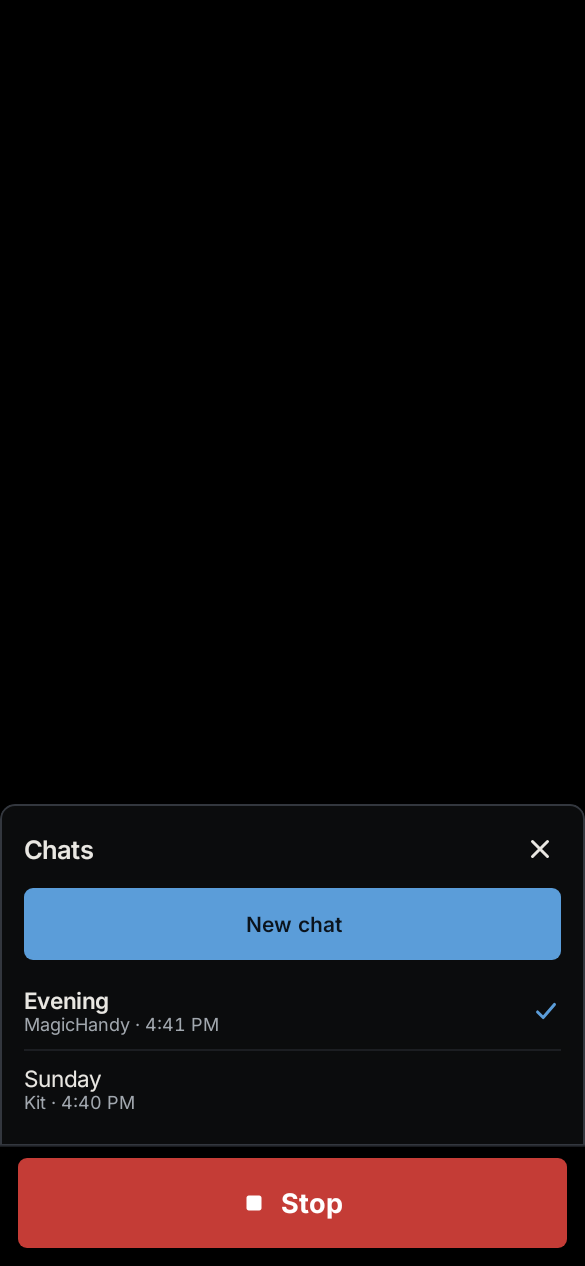 Chats
New chat
Evening
MagicHandy · 4:41 PM
Sunday
Kit · 4:40 PM
Stop